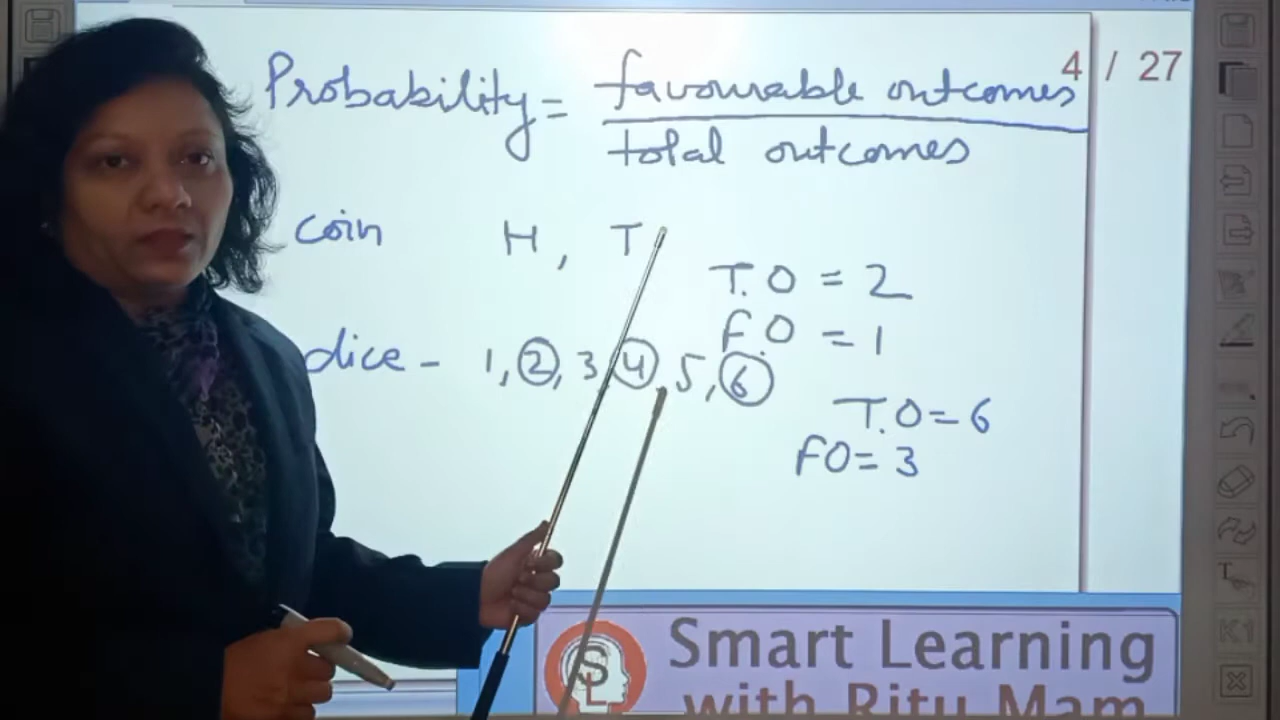 4 / 27
Probability = favourable outcomes
total outcomes
coin H, T
T.O = 2
F.O = 1
dice - 1, 2, 3 4, 5, 6
T.O = 6
FO = 3
Smart Learning
with Ritu Mam
K1